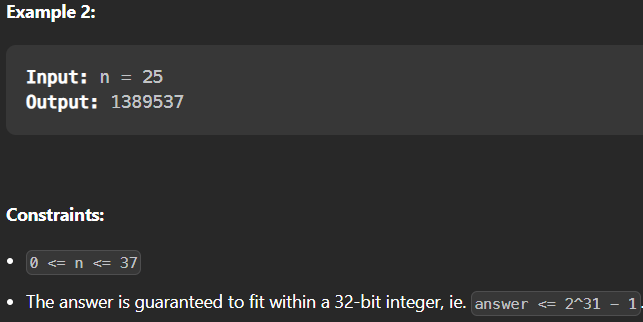 Example 2:
Input: n = 25
Output: 1389537
Constraints:
• 0 <= n <= 37
• The answer is guaranteed to fit within a 32-bit integer, ie. answer <= 2^31 - 1.